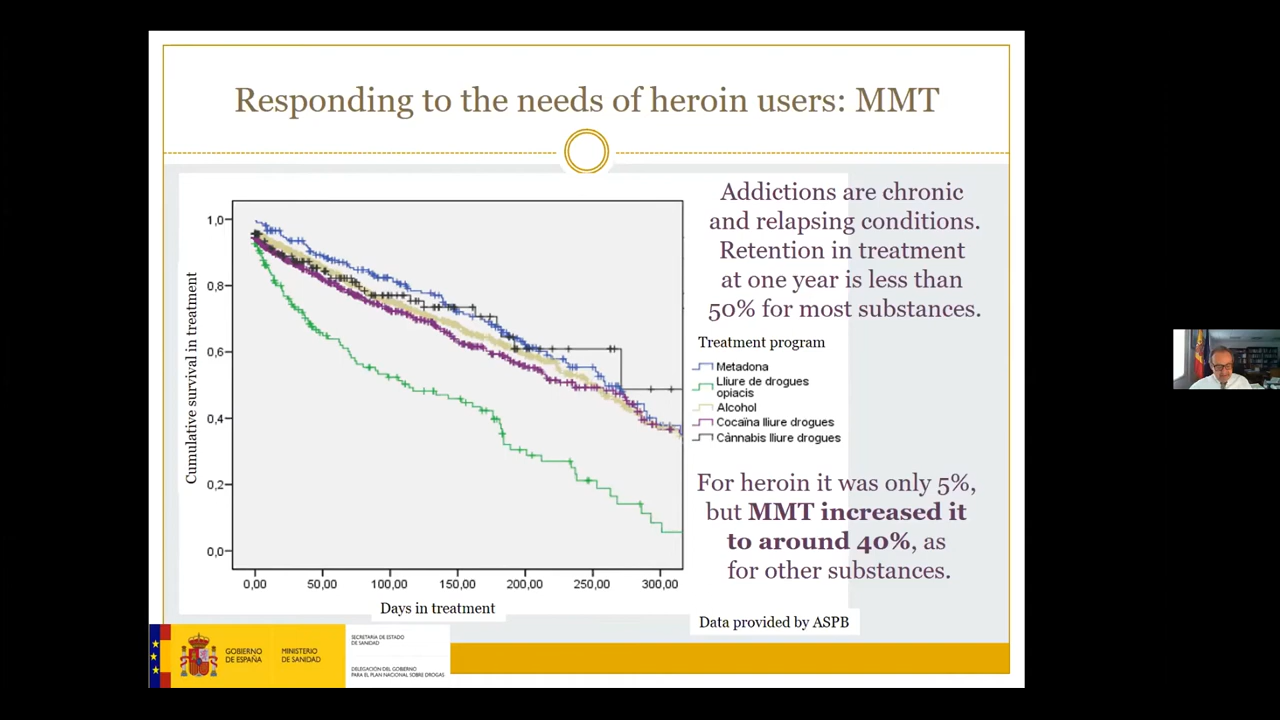 Responding to the needs of heroin users: MMT
Addictions are chronic
and relapsing conditions.
Retention in treatment
at one year is less than
50% for most substances.
Cumulative survival in treatment
1,0
0,8
0,6
0,4
0,2
0,0
0,00
50,00
100,00
150,00
200,00
250,00
300,00
Days in treatment
Treatment program
Metadona
Lliure de drogues
opiacis
Alcohol
Cocaïna lliure drogues
Cànnabis lliure drogues
For heroin it was only 5%,
but MMT increased it
to around 40%, as
for other substances.
Data provided by ASPB
GOBIERNO
DE ESPAÑA
MINISTERIO
DE SANIDAD
SECRETARÍA DE ESTADO
DE SANIDAD
DELEGACIÓN DEL GOBIERNO
PARA EL PLAN NACIONAL SOBRE DROGAS